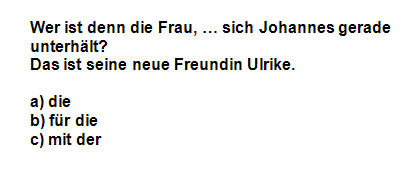 Wer ist denn die Frau, … sich Johannes gerade
unterhält?
Das ist seine neue Freundin Ulrike.
a) die
b) für die
c) mit der